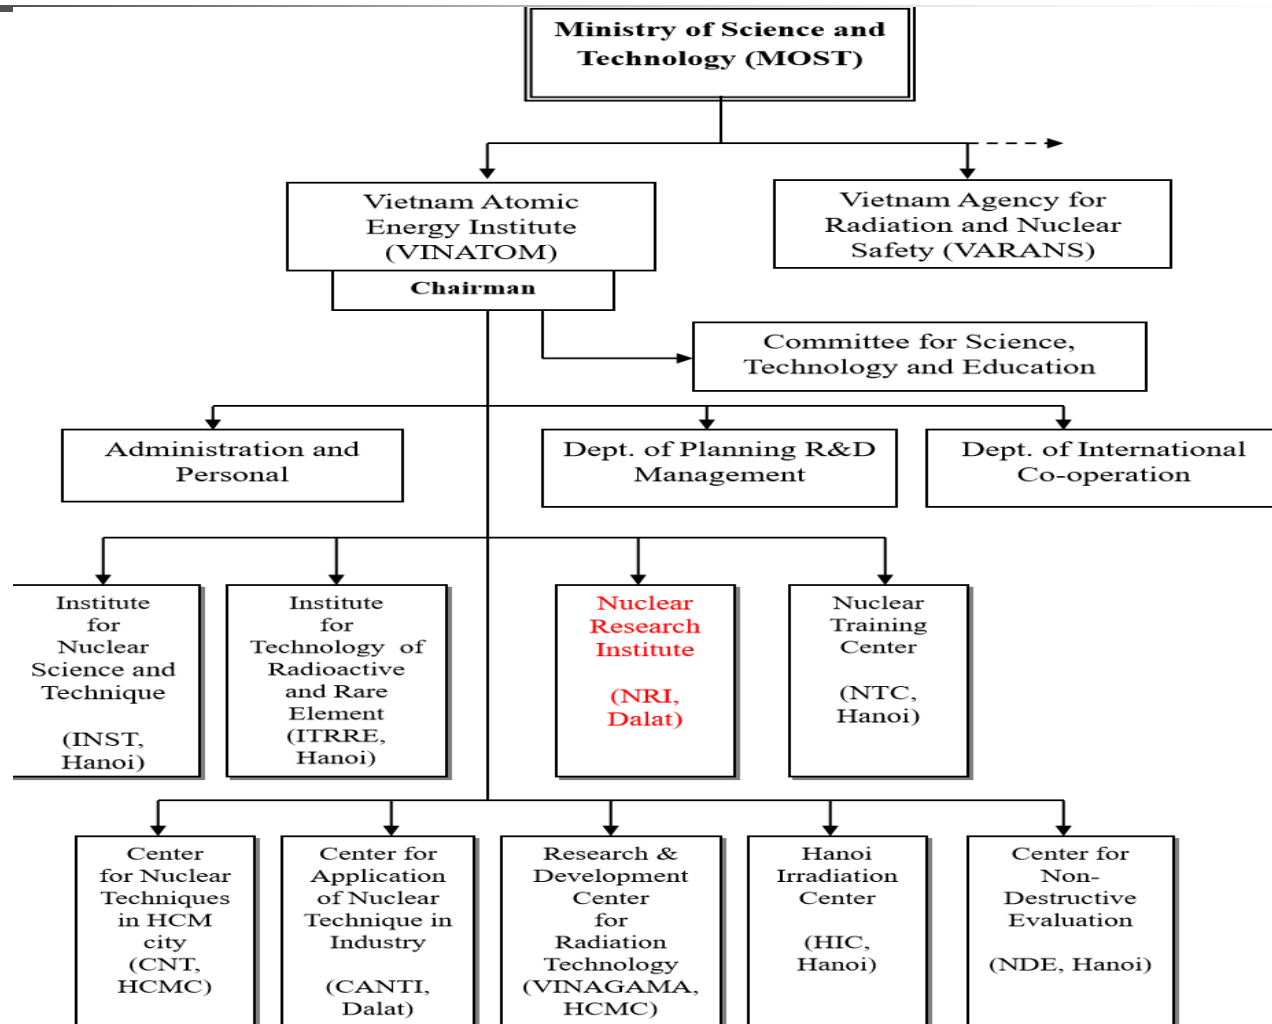 Ministry of Science and
Technology (MOST)
Vietnam Atomic
Energy Institute
(VINATOM)
Chairman
Vietnam Agency for
Radiation and Nuclear
Safety (VARANS)
Committee for Science,
Technology and Education
Administration and
Personal
Dept. of Planning R&D
Management
Dept. of International
Co-operation
Institute
for
Nuclear
Science and
Technique
(INST,
Hanoi)
Institute
for
Technology of
Radioactive
and Rare
Element
(ITRRE,
Hanoi)
Nuclear
Research
Institute
(NRI,
Dalat)
Nuclear
Training
Center
(NTC,
Hanoi)
Center
for Nuclear
Techniques
in HCM
city
(CNT,
HCMC)
Center for
Application
of Nuclear
Technique in
Industry
(CANTI,
Dalat)
Research &
Development
Center
for
Radiation
Technology
(VINAGAMA,
HCMC)
Hanoi
Irradiation
Center
(HIC,
Hanoi)
Center for
Non-
Destructive
Evaluation
(NDE, Hanoi)